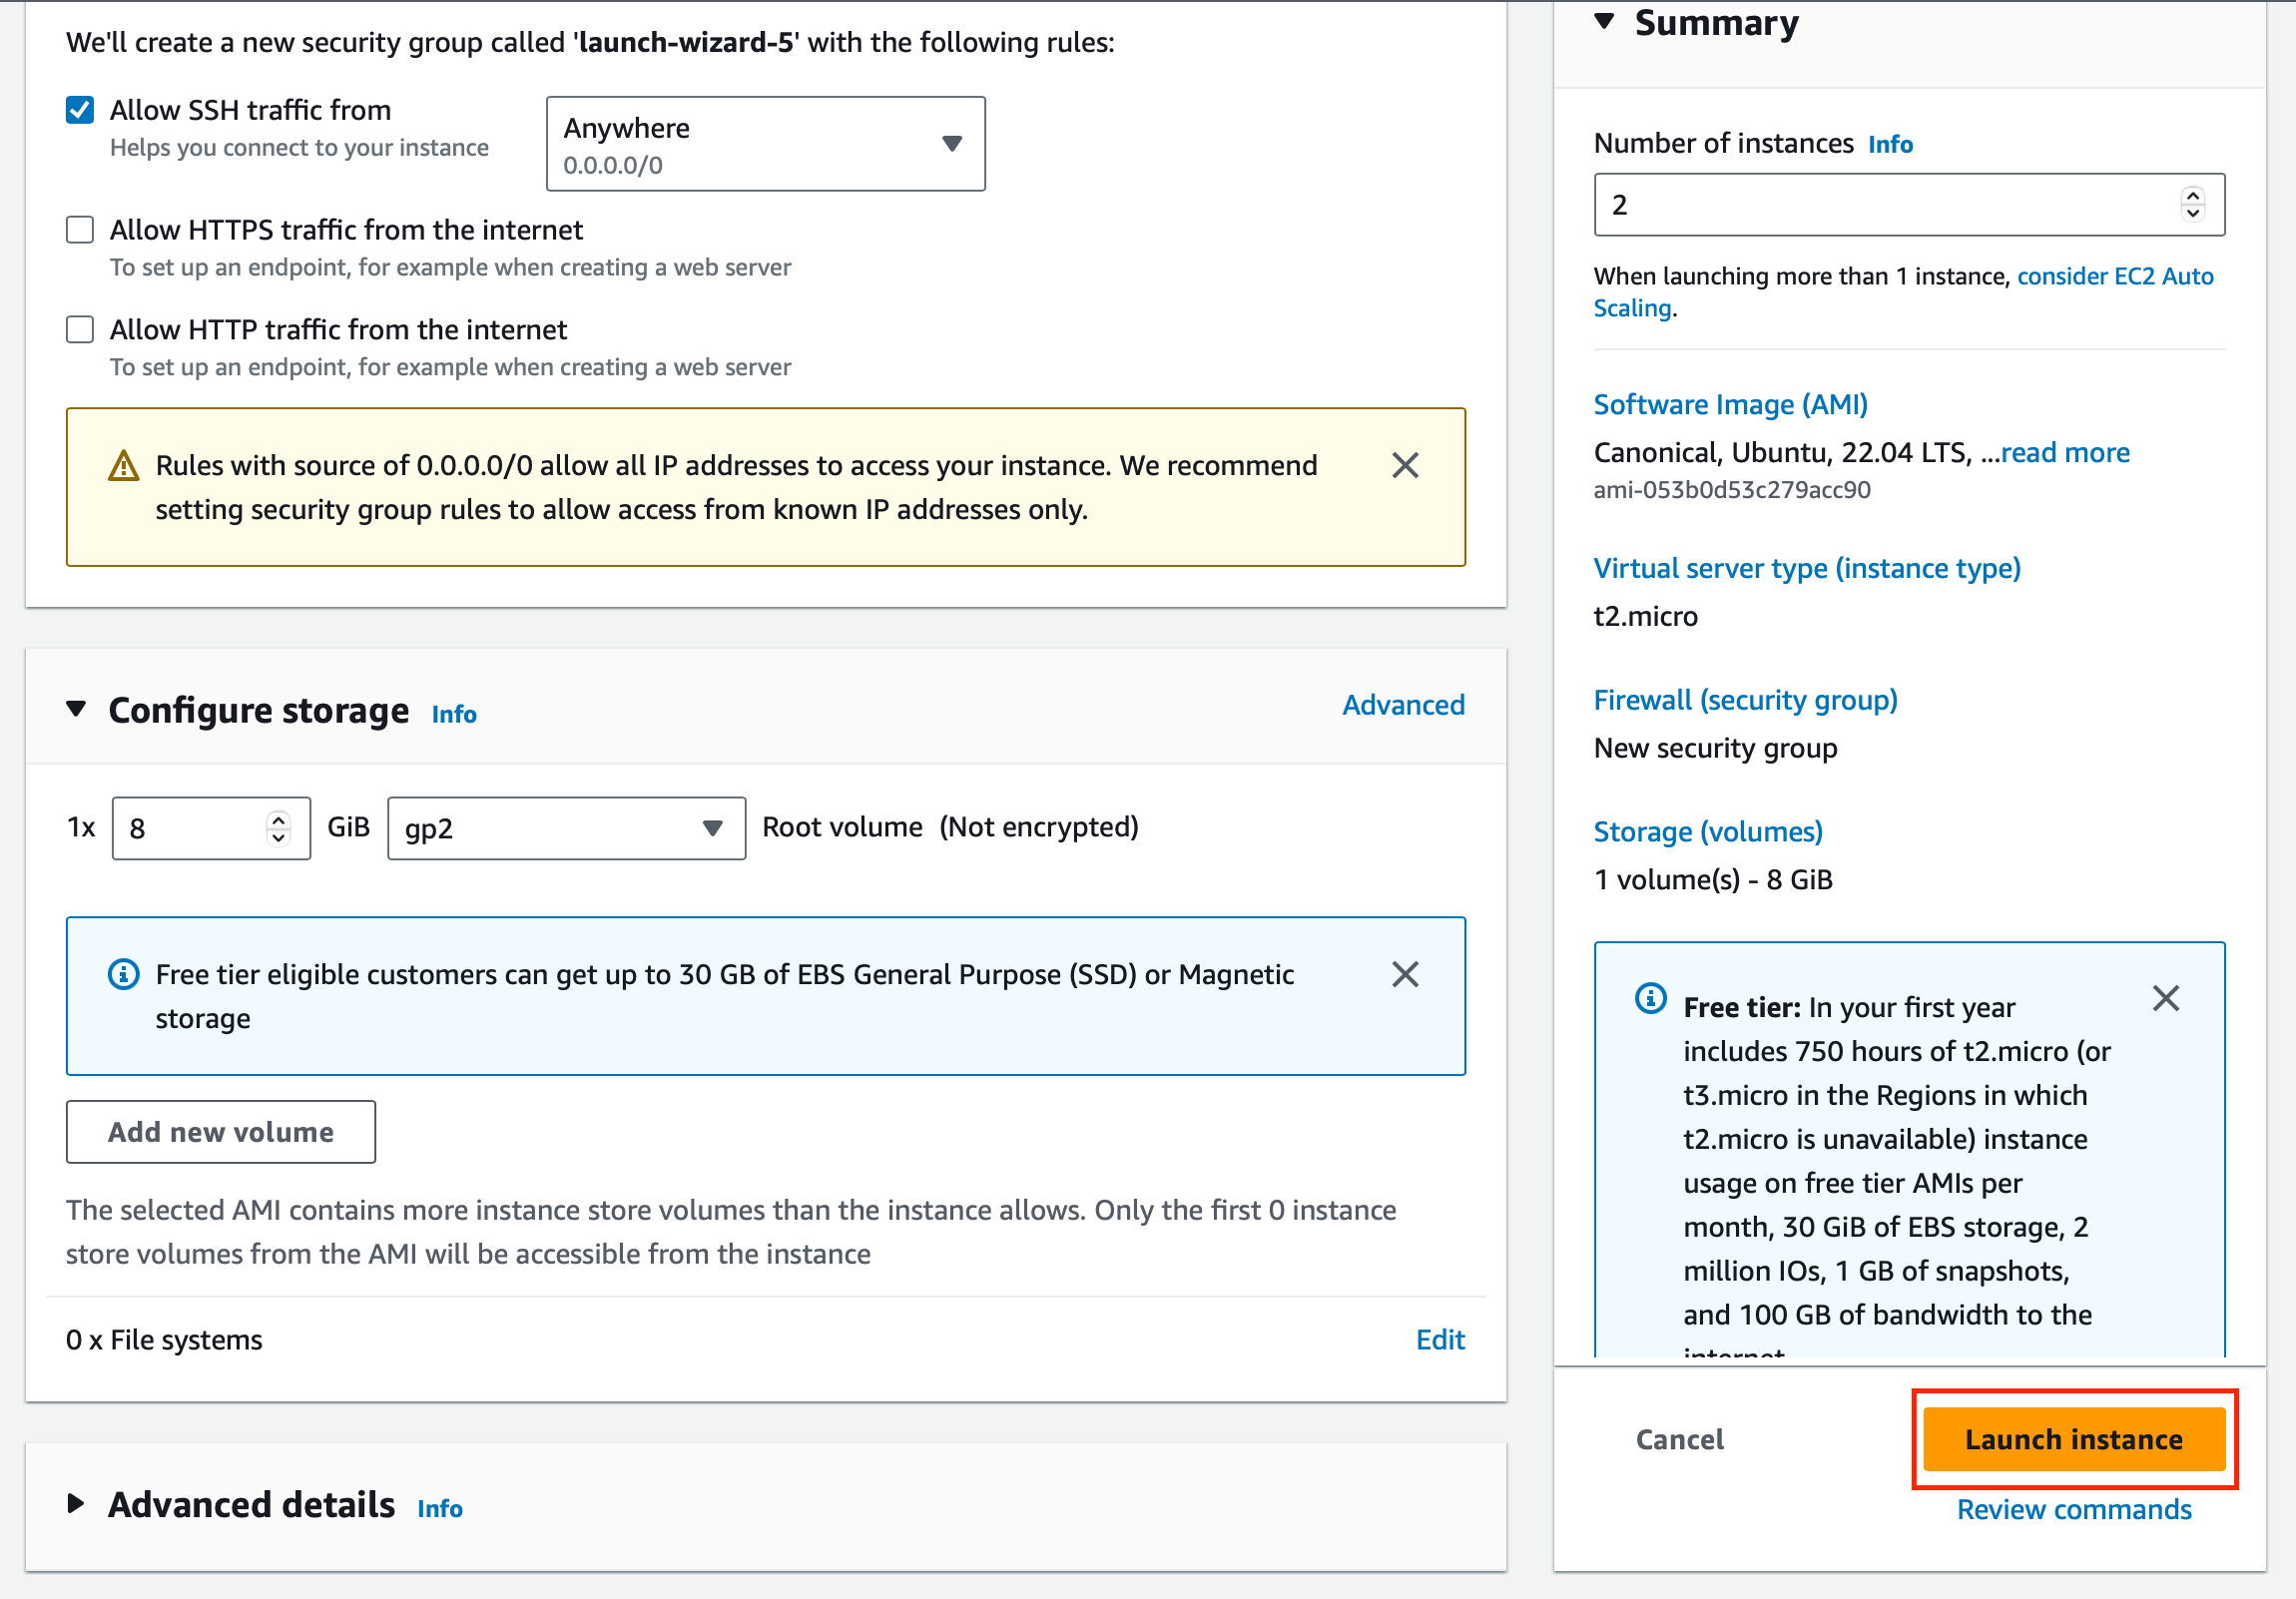 We'll create a new security group called 'launch-wizard-5' with the following rules:
Allow SSH traffic from
Helps you connect to your instance
Anywhere
0.0.0.0/0
Allow HTTPS traffic from the internet
To set up an endpoint, for example when creating a web server
Allow HTTP traffic from the internet
To set up an endpoint, for example when creating a web server
Rules with source of 0.0.0.0/0 allow all IP addresses to access your instance. We recommend
setting security group rules to allow access from known IP addresses only.
Configure storage Info
Advanced
1x 8 GiB gp2 Root volume (Not encrypted)
Free tier eligible customers can get up to 30 GB of EBS General Purpose (SSD) or Magnetic
storage
Add new volume
The selected AMI contains more instance store volumes than the instance allows. Only the first 0 instance
store volumes from the AMI will be accessible from the instance
0 x File systems
Edit
Advanced details Info
Summary
Number of instances Info
2
When launching more than 1 instance, consider EC2 Auto
Scaling.
Software Image (AMI)
Canonical, Ubuntu, 22.04 LTS, ...read more
ami-053b0d53c279acc90
Virtual server type (instance type)
t2.micro
Firewall (security group)
New security group
Storage (volumes)
1 volume(s) - 8 GiB
Free tier: In your first year
includes 750 hours of t2.micro (or
t3.micro in the Regions in which
t2.micro is unavailable) instance
usage on free tier AMIs per
month, 30 GiB of EBS storage, 2
million IOs, 1 GB of snapshots,
and 100 GB of bandwidth to the
internet
Cancel
Launch instance
Review commands